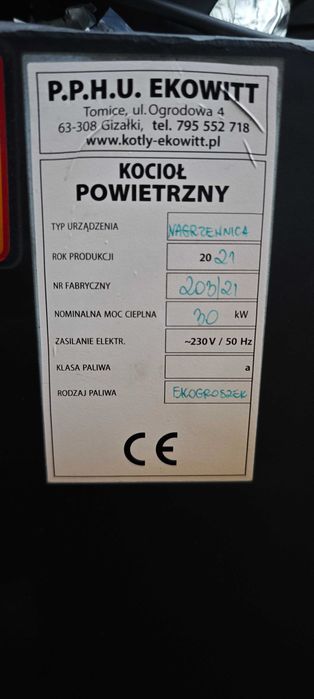 P.P.H.U. EKOWITT
Tomice, ul. Ogrodowa 4
63-308 Gizałki, tel. 795 552 718
www.kotly-ekowitt.pl
KOCIOŁ
POWIETRZNY
TYP URZĄDZENIA NAGRZEWNICA
ROK PRODUKCJI 2021
NR FABRYCZNY 203/21
NOMINALNA MOC CIEPLNA 30 kW
ZASILANIE ELEKTR. ~230 V / 50 Hz
KLASA PALIWA a
RODZAJ PALIWA EKOGROSZEK
CE